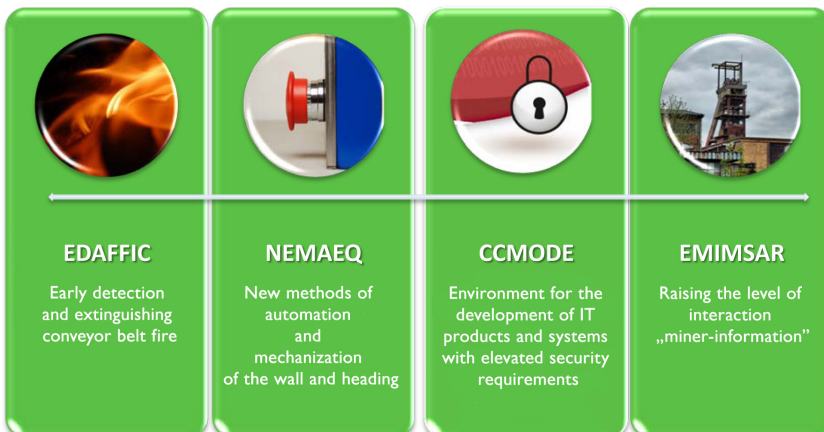 EDAFFIC
Early detection
and extinguishing
conveyor belt fire
NEMAEQ
New methods of
automation
and
mechanization
of the wall and heading
CCMODE
Environment for the
development of IT
products and systems
with elevated security
requirements
EMIMSAR
Raising the level of
interaction
„miner-information”